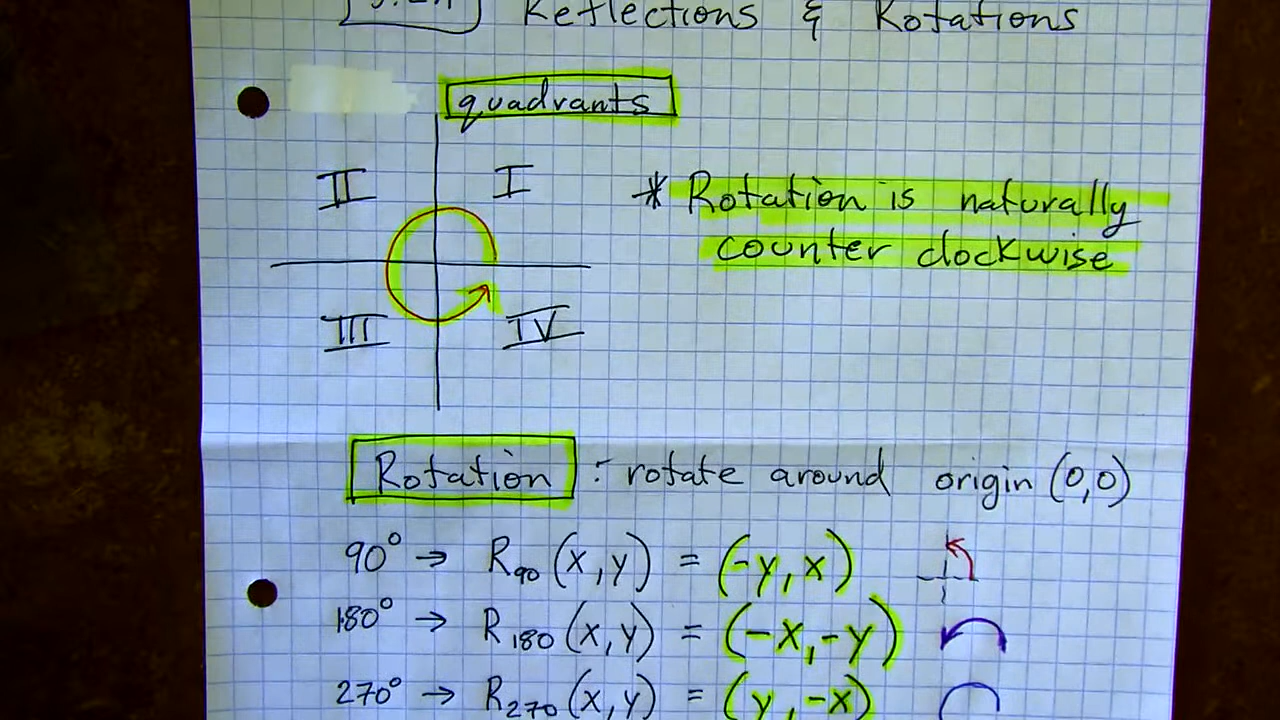 Reflections & Rotations
quadrants
II I
* Rotation is naturally
counter clockwise
III IV
Rotation : rotate around origin (0,0)
90° → R₉₀ (x,y) = (-y, x)
180° → R₁₈₀ (x,y) = (-x,-y)
270° → R₂₇₀ (x,y) = (y,-x)